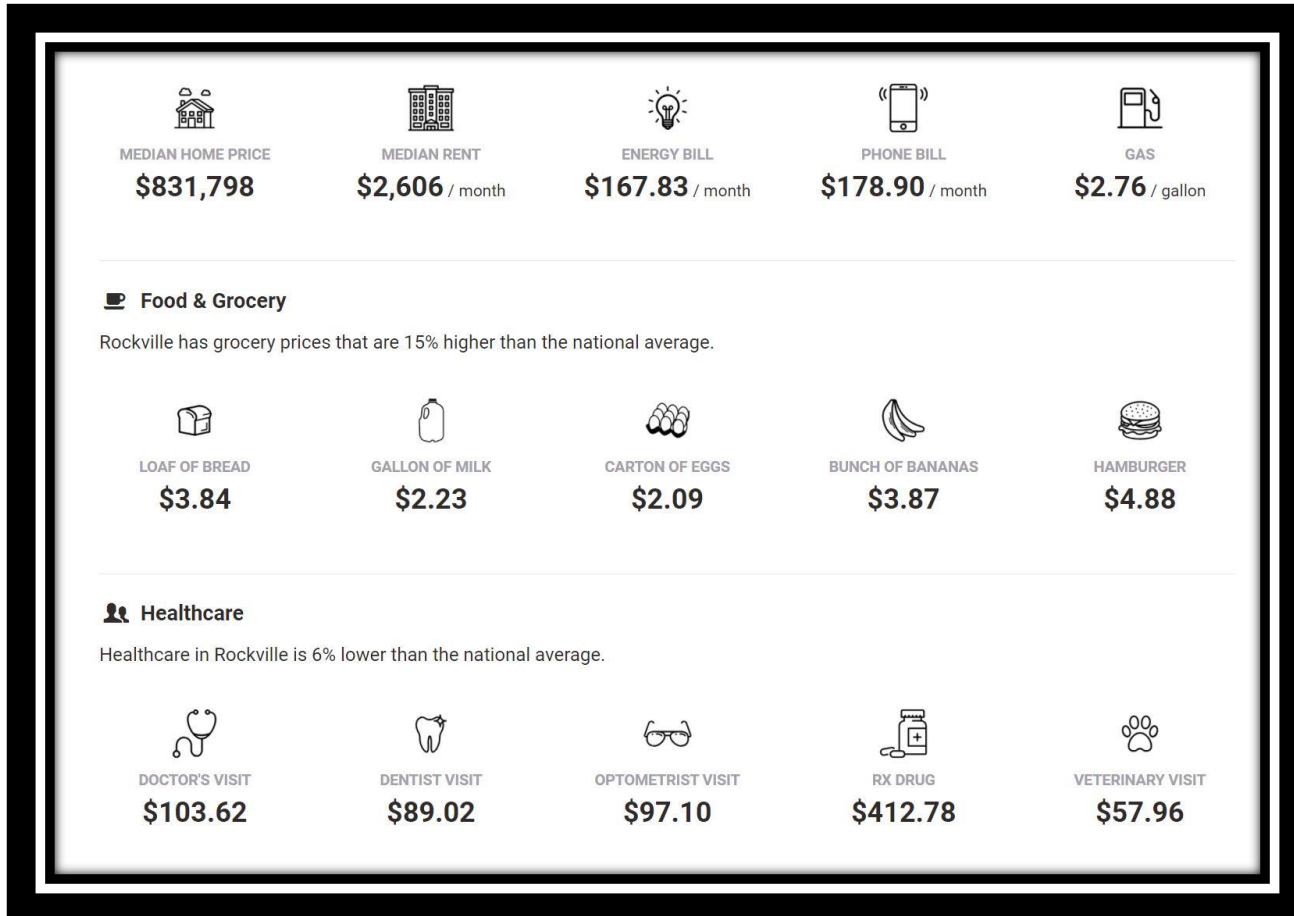 MEDIAN HOME PRICE MEDIAN RENT ENERGY BILL PHONE BILL GAS
$831,798 $2,606 / month $167.83 / month $178.90 / month $2.76 / gallon
Food & Grocery
Rockville has grocery prices that are 15% higher than the national average.
LOAF OF BREAD GALLON OF MILK CARTON OF EGGS BUNCH OF BANANAS HAMBURGER
$3.84 $2.23 $2.09 $3.87 $4.88
Healthcare
Healthcare in Rockville is 6% lower than the national average.
DOCTOR'S VISIT DENTIST VISIT OPTOMETRIST VISIT RX DRUG VETERINARY VISIT
$103.62 $89.02 $97.10 $412.78 $57.96